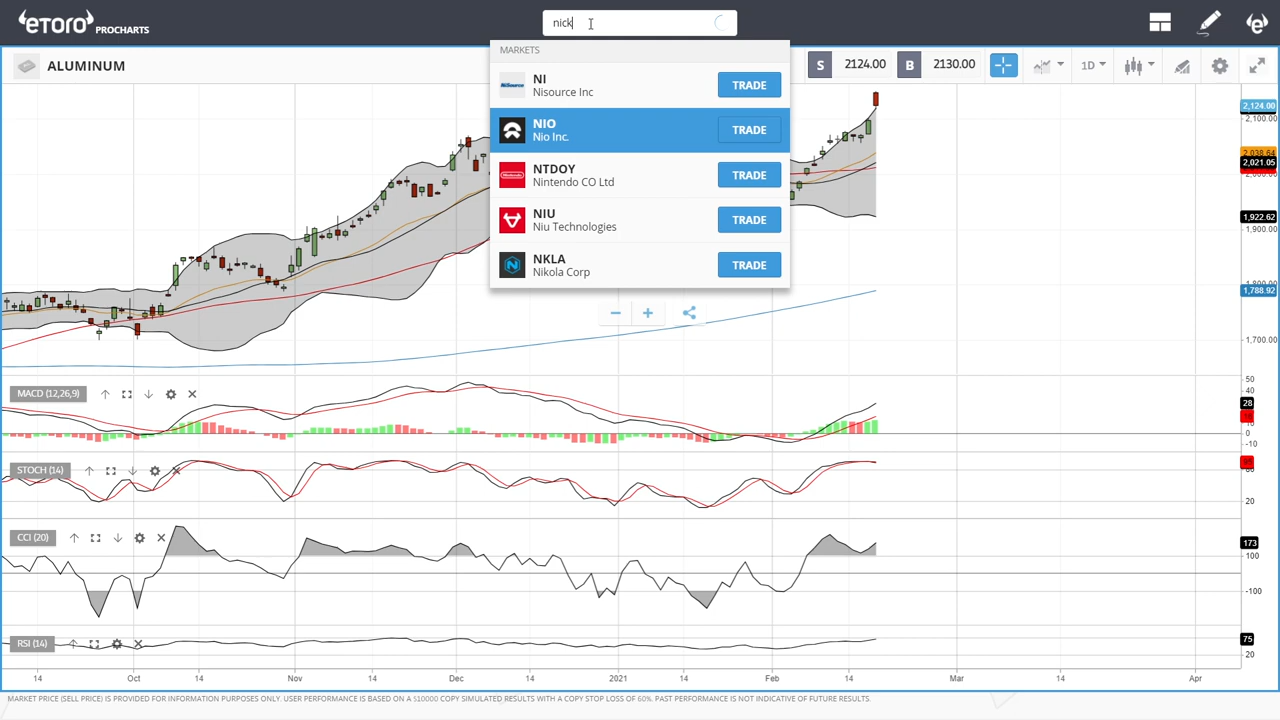 etoro PROCHARTS
nick
MARKETS
NI
Nisource Inc
TRADE
NIO
Nio Inc.
TRADE
NTDOY
Nintendo CO Ltd
TRADE
NIU
Niu Technologies
TRADE
NKLA
Nikola Corp
TRADE
ALUMINUM
S 2124.00 B 2130.00 1D
2,124.00
2,100.00
2,038.64
2,021.05
1,922.62
1,900.00
1,788.92
1,700.00
MACD (12,26,9)
50
40
28
0
-10
STOCH (14)
20
CCI (20)
173
100
-100
RSI (14)
75
20
14 Oct 14 Nov 14 Dec 14 2021 14 Feb 14 Mar 14 Apr
MARKET PRICE (SELL PRICE) IS PROVIDED FOR INFORMATION PURPOSES ONLY. USER PERFORMANCE IS BASED ON A $10000 COPY SIMULATED RESULTS WITH A COPY STOP LOSS OF 60%. PAST PERFORMANCE IS NOT INDICATIVE OF FUTURE RESULTS.